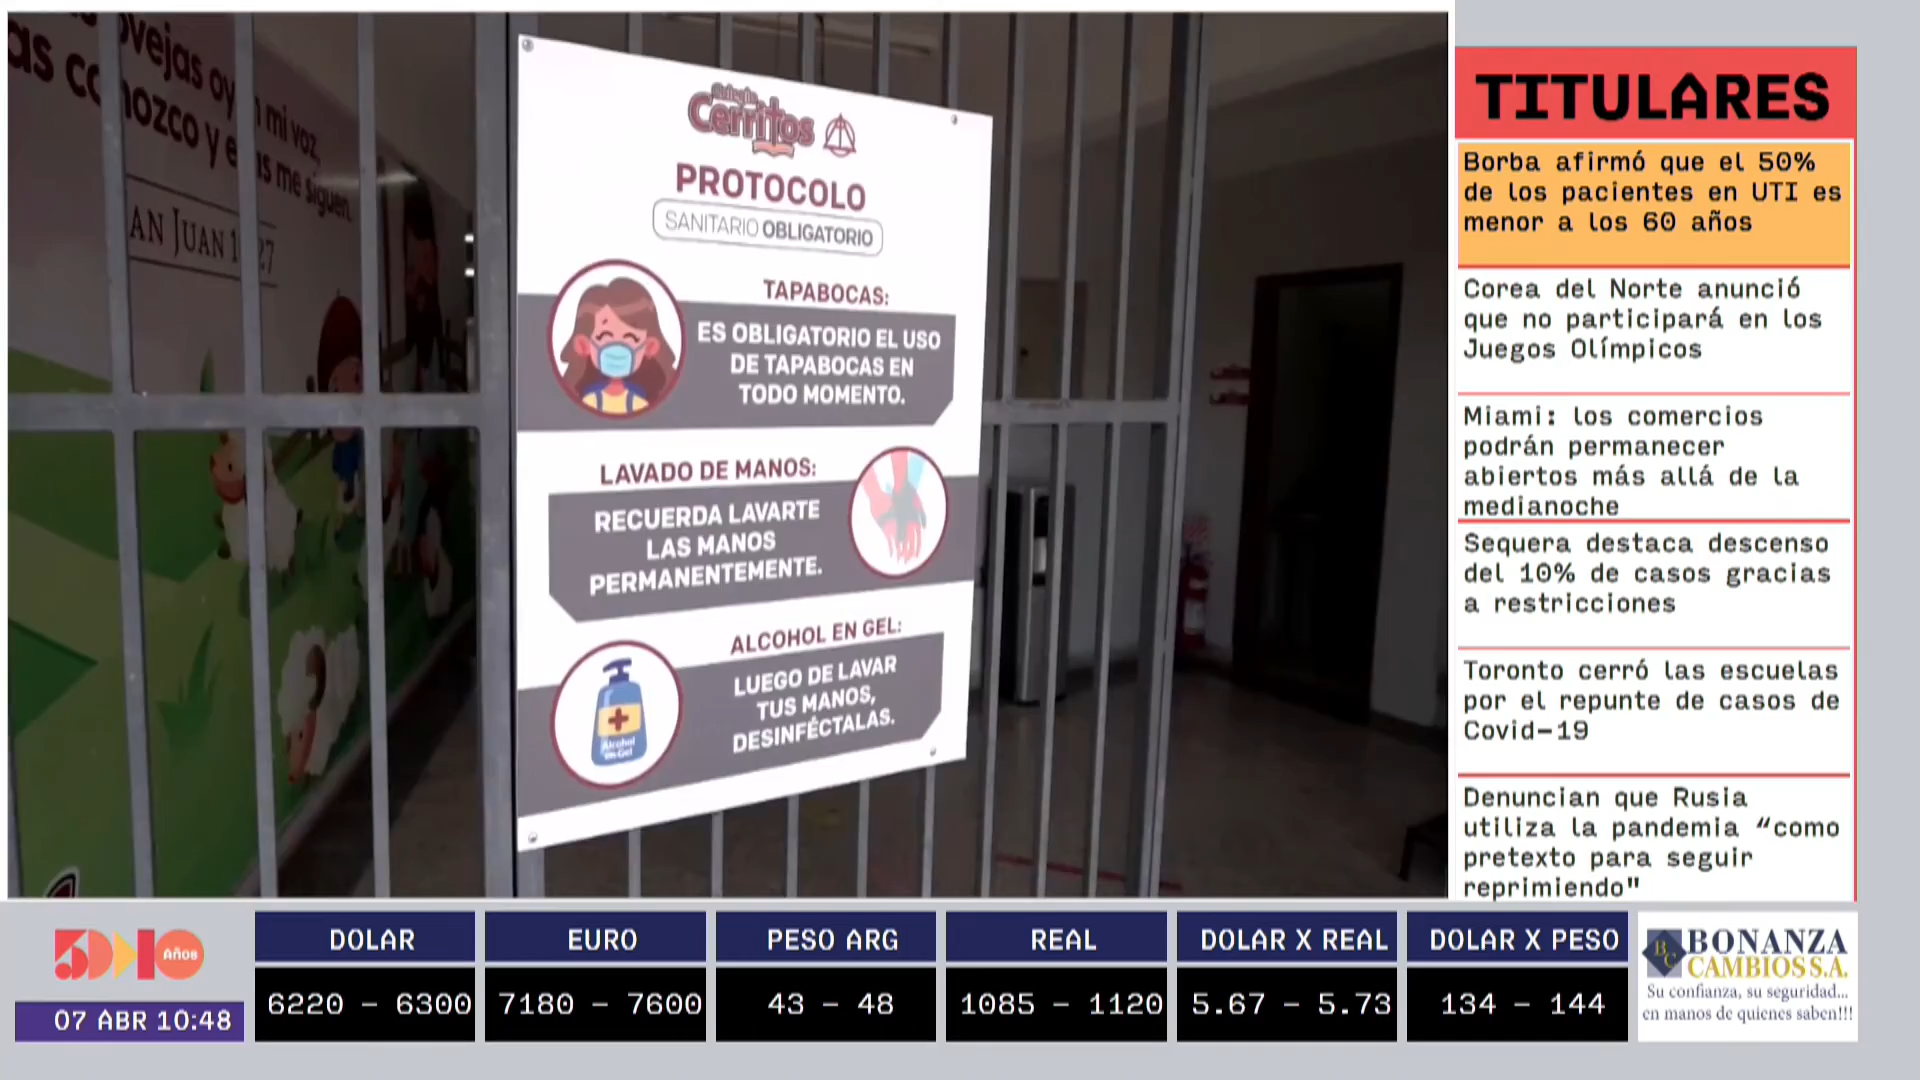 ovejas oy n mi voz,
as co nozco y e as me siguen.
AN JUAN 1 27
Colegio
Cerritos
PROTOCOLO
SANITARIO OBLIGATORIO
TAPABOCAS:
ES OBLIGATORIO EL USO
DE TAPABOCAS EN
TODO MOMENTO.
LAVADO DE MANOS:
RECUERDA LAVARTE
LAS MANOS
PERMANENTEMENTE.
ALCOHOL EN GEL:
LUEGO DE LAVAR
TUS MANOS,
DESINFÉCTALAS.
Alcohol
en Gel
TITULARES
Borba afirmó que el 50%
de los pacientes en UTI es
menor a los 60 años
Corea del Norte anunció
que no participará en los
Juegos Olímpicos
Miami: los comercios
podrán permanecer
abiertos más allá de la
medianoche
Sequera destaca descenso
del 10% de casos gracias
a restricciones
Toronto cerró las escuelas
por el repunte de casos de
Covid-19
Denuncian que Rusia
utiliza la pandemia “como
pretexto para seguir
reprimiendo"
Años
07 ABR 10:48
DOLAR
6220 - 6300
EURO
7180 - 7600
PESO ARG
43 - 48
REAL
1085 - 1120
DOLAR X REAL
5.67 - 5.73
DOLAR X PESO
134 - 144
BC
BONANZA
CAMBIOS S.A.
Su confianza, su seguridad...
en manos de quienes saben!!!